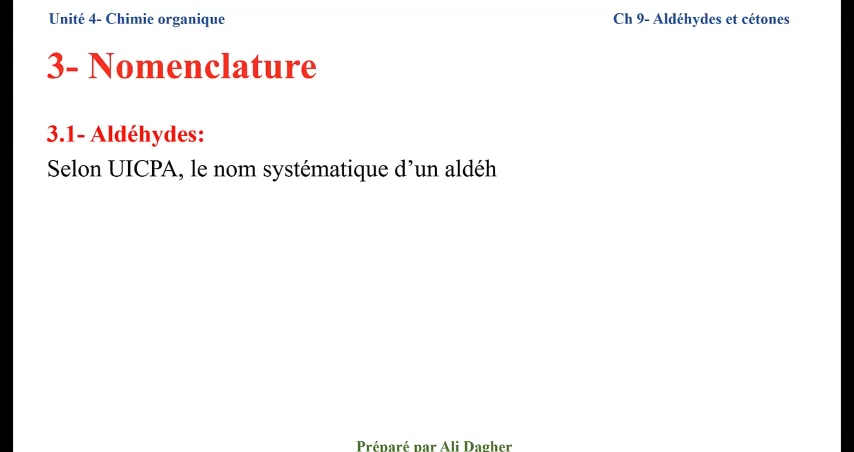 Unité 4- Chimie organique
Ch 9- Aldéhydes et cétones
3- Nomenclature
3.1- Aldéhydes:
Selon UICPA, le nom systématique d’un aldéh
Préparé par Ali Dagher